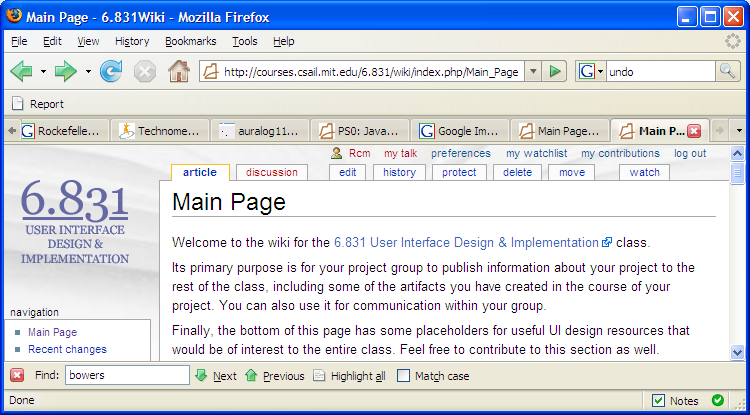 Main Page - 6.831Wiki - Mozilla Firefox
File Edit View History Bookmarks Tools Help
http://courses.csail.mit.edu/6.831/wiki/index.php/Main_Page undo
Report
Rockefelle... Technome... auralog11... PS0: Java... Google Im... Main Page... Main P...
Rcm my talk preferences my watchlist my contributions log out
article discussion edit history protect delete move watch
6.831
USER INTERFACE
DESIGN &
IMPLEMENTATION
Main Page
Welcome to the wiki for the 6.831 User Interface Design & Implementation class.
Its primary purpose is for your project group to publish information about your project to the
rest of the class, including some of the artifacts you have created in the course of your
project. You can also use it for communication within your group.
Finally, the bottom of this page has some placeholders for useful UI design resources that
would be of interest to the entire class. Feel free to contribute to this section as well.
navigation
Main Page
Recent changes
Find: bowers Next Previous Highlight all Match case
Done Notes